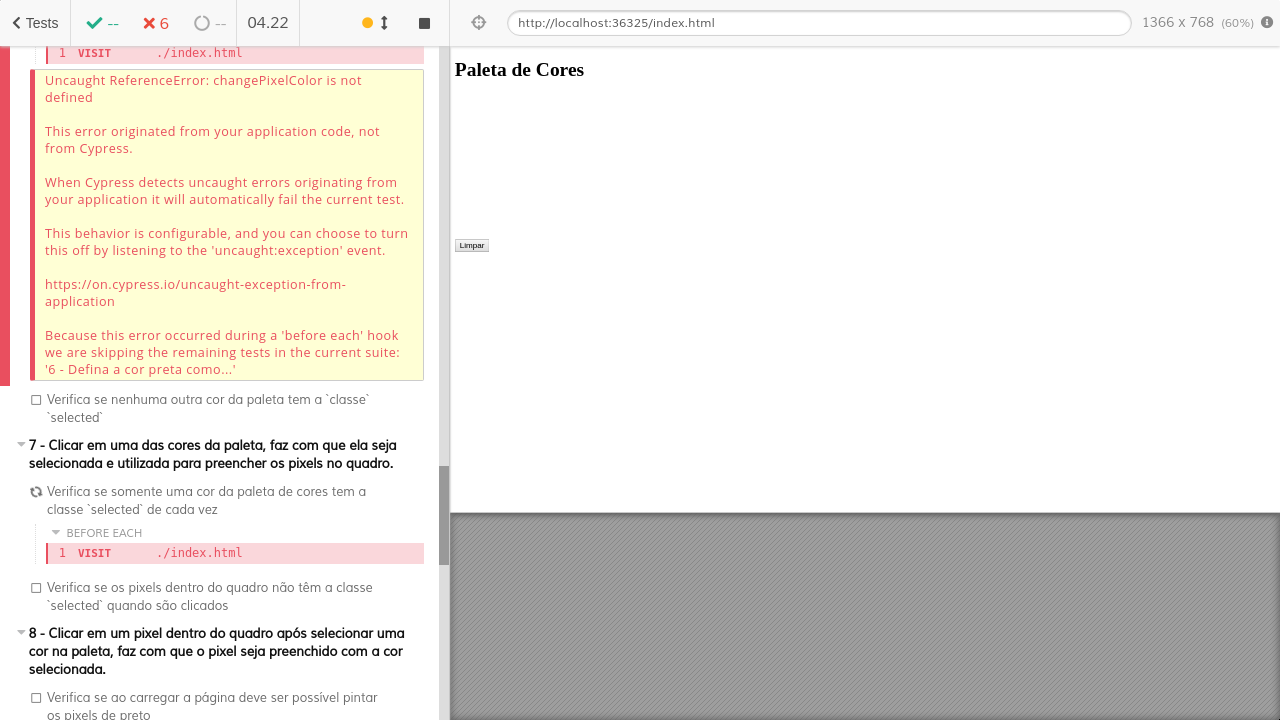 Tests
--
6
--
04.22
http://localhost:36325/index.html
1366 x 768 (60%)
1 VISIT ./index.html
Uncaught ReferenceError: changePixelColor is not
defined
This error originated from your application code, not
from Cypress.
When Cypress detects uncaught errors originating from
your application it will automatically fail the current test.
This behavior is configurable, and you can choose to turn
this off by listening to the 'uncaught:exception' event.
https://on.cypress.io/uncaught-exception-from-
application
Because this error occurred during a 'before each' hook
we are skipping the remaining tests in the current suite:
'6 - Defina a cor preta como...'
Verifica se nenhuma outra cor da paleta tem a `classe`
`selected`
7 - Clicar em uma das cores da paleta, faz com que ela seja
selecionada e utilizada para preencher os pixels no quadro.
Verifica se somente uma cor da paleta de cores tem a
classe `selected` de cada vez
BEFORE EACH
1 VISIT ./index.html
Verifica se os pixels dentro do quadro não têm a classe
`selected` quando são clicados
8 - Clicar em um pixel dentro do quadro após selecionar uma
cor na paleta, faz com que o pixel seja preenchido com a cor
selecionada.
Verifica se ao carregar a página deve ser possível pintar
os pixels de preto
Paleta de Cores
Limpar